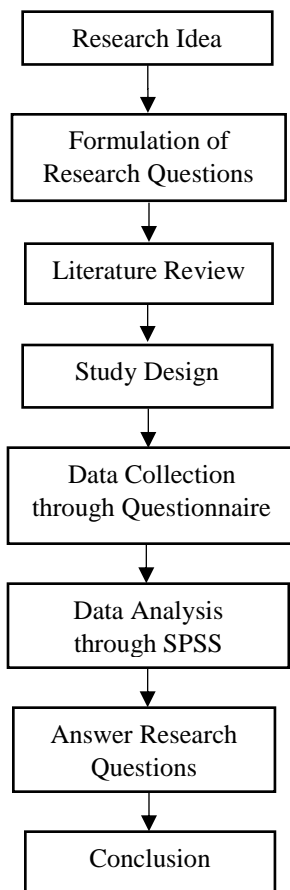 Research Idea
Formulation of
Research Questions
Literature Review
Study Design
Data Collection
through Questionnaire
Data Analysis
through SPSS
Answer Research
Questions
Conclusion